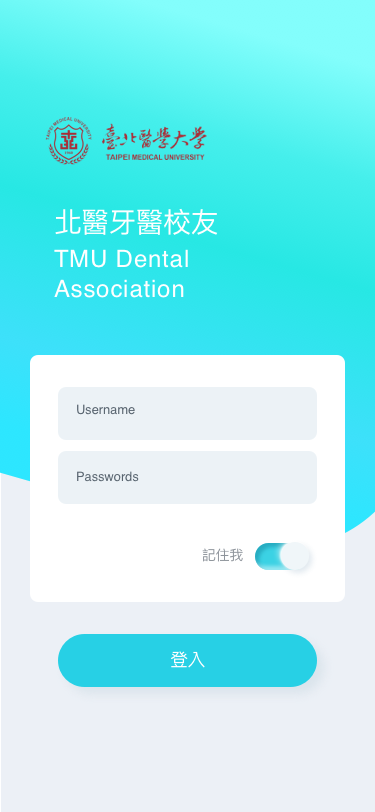 TAIPEI MEDICAL UNIVERSITY
1960
臺北醫學大學
TAIPEI MEDICAL UNIVERSITY
北醫牙醫校友
TMU Dental
Association
Username
Passwords
記住我
登入